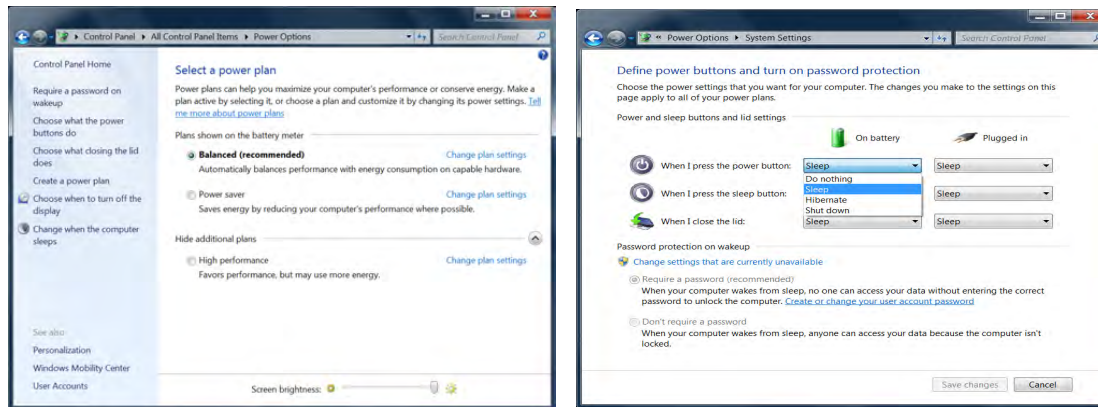 Control Panel ▸ All Control Panel Items ▸ Power Options
Search Control Panel
Control Panel Home
Require a password on
wakeup
Choose what the power
buttons do
Choose what closing the lid
does
Create a power plan
Choose when to turn off the
display
Change when the computer
sleeps
See also
Personalization
Windows Mobility Center
User Accounts
Select a power plan
Power plans can help you maximize your computer's performance or conserve energy. Make a
plan active by selecting it, or choose a plan and customize it by changing its power settings. Tell
me more about power plans
Plans shown on the battery meter
Balanced (recommended) Change plan settings
Automatically balances performance with energy consumption on capable hardware.
Power saver Change plan settings
Saves energy by reducing your computer's performance where possible.
Hide additional plans
High performance Change plan settings
Favors performance, but may use more energy.
Screen brightness:
« Power Options ▸ System Settings
Search Control Panel
Define power buttons and turn on password protection
Choose the power settings that you want for your computer. The changes you make to the settings on this
page apply to all of your power plans.
Power and sleep buttons and lid settings
On battery Plugged in
When I press the power button: Sleep Sleep
Do nothing
When I press the sleep button: Sleep Sleep
Hibernate
Shut down
When I close the lid: Sleep Sleep
Password protection on wakeup
Change settings that are currently unavailable
Require a password (recommended)
When your computer wakes from sleep, no one can access your data without entering the correct
password to unlock the computer. Create or change your user account password
Don't require a password
When your computer wakes from sleep, anyone can access your data because the computer isn't
locked.
Save changes Cancel